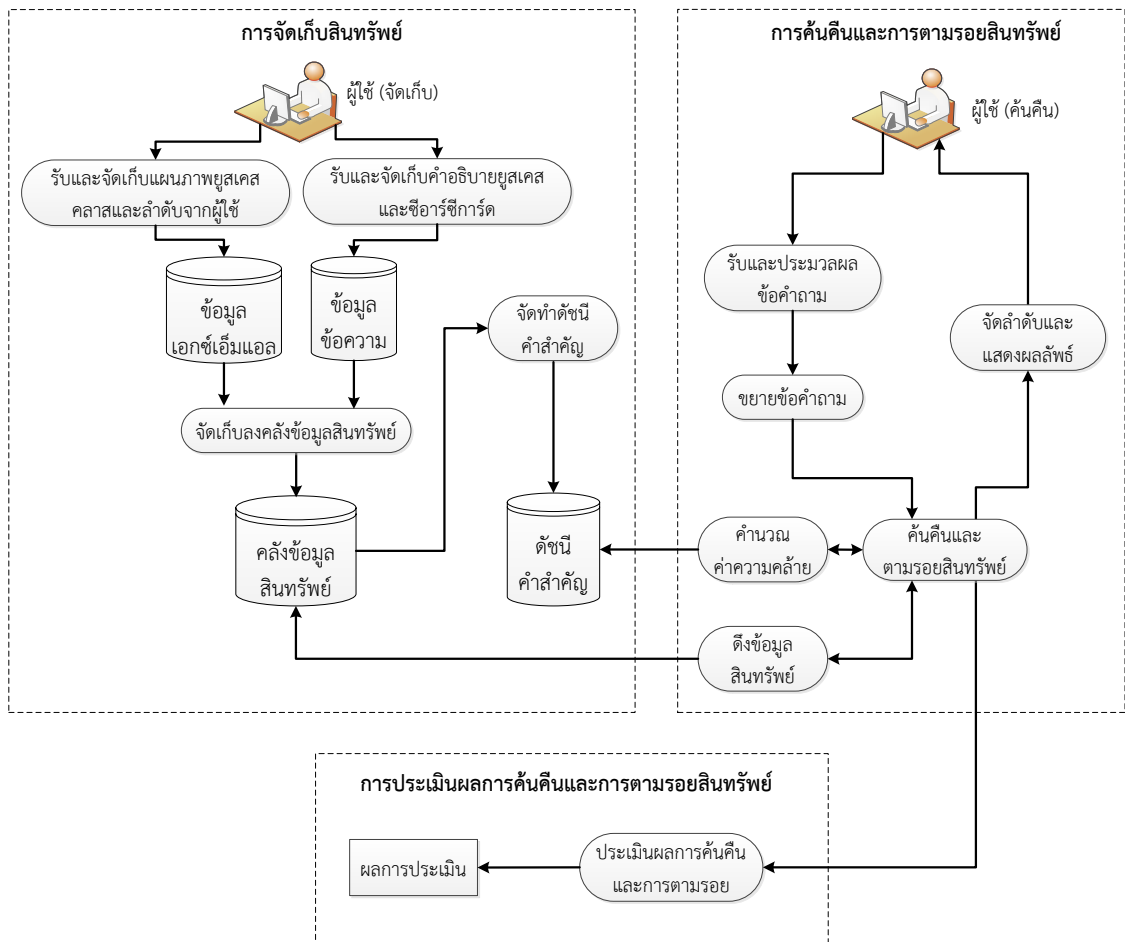 การจัดเก็บสินทรัพย์
ผู้ใช้ (จัดเก็บ)
รับและจัดเก็บแผนภาพยูสเคส
คลาสและลำดับจากผู้ใช้
รับและจัดเก็บคำอธิบายยูสเคส
และซีอาร์ซีการ์ด
ข้อมูล
เอกซ์เอ็มแอล
ข้อมูล
ข้อความ
จัดทำดัชนี
คำสำคัญ
จัดเก็บลงคลังข้อมูลสินทรัพย์
คลังข้อมูล
สินทรัพย์
ดัชนี
คำสำคัญ
การค้นคืนและการตามรอยสินทรัพย์
ผู้ใช้ (ค้นคืน)
รับและประมวลผล
ข้อคำถาม
จัดลำดับและ
แสดงผลลัพธ์
ขยายข้อคำถาม
คำนวณ
ค่าความคล้าย
ค้นคืนและ
ตามรอยสินทรัพย์
ดึงข้อมูล
สินทรัพย์
การประเมินผลการค้นคืนและการตามรอยสินทรัพย์
ผลการประเมิน
ประเมินผลการค้นคืน
และการตามรอย